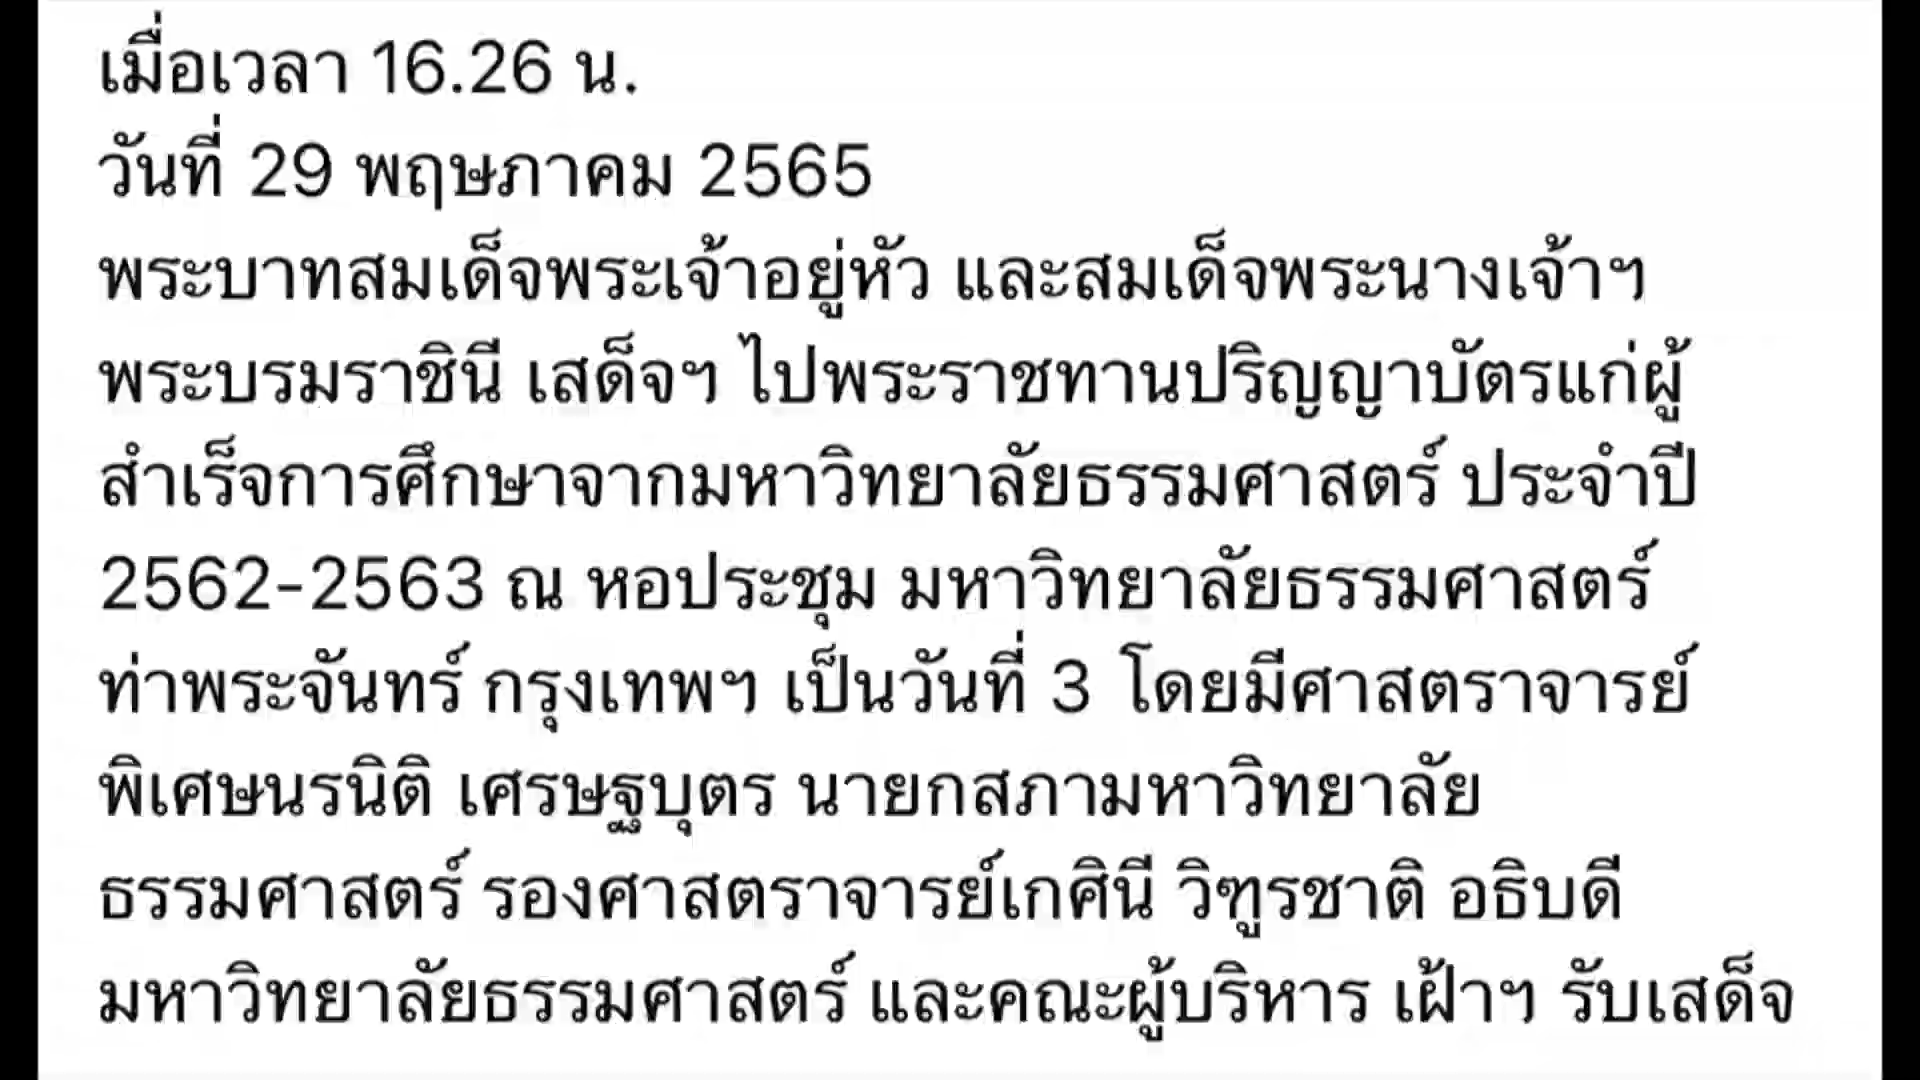 เมื่อเวลา 16.26 น.
วันที่ 29 พฤษภาคม 2565
พระบาทสมเด็จพระเจ้าอยู่หัว และสมเด็จพระนางเจ้าฯ
พระบรมราชินี เสด็จฯ ไปพระราชทานปริญญาบัตรแก่ผู้
สำเร็จการศึกษาจากมหาวิทยาลัยธรรมศาสตร์ ประจำปี
2562-2563 ณ หอประชุม มหาวิทยาลัยธรรมศาสตร์
ท่าพระจันทร์ กรุงเทพฯ เป็นวันที่ 3 โดยมีศาสตราจารย์
พิเศษนรนิติ เศรษฐบุตร นายกสภามหาวิทยาลัย
ธรรมศาสตร์ รองศาสตราจารย์เกศินี วิฑูรชาติ อธิบดี
มหาวิทยาลัยธรรมศาสตร์ และคณะผู้บริหาร เฝ้าฯ รับเสด็จ